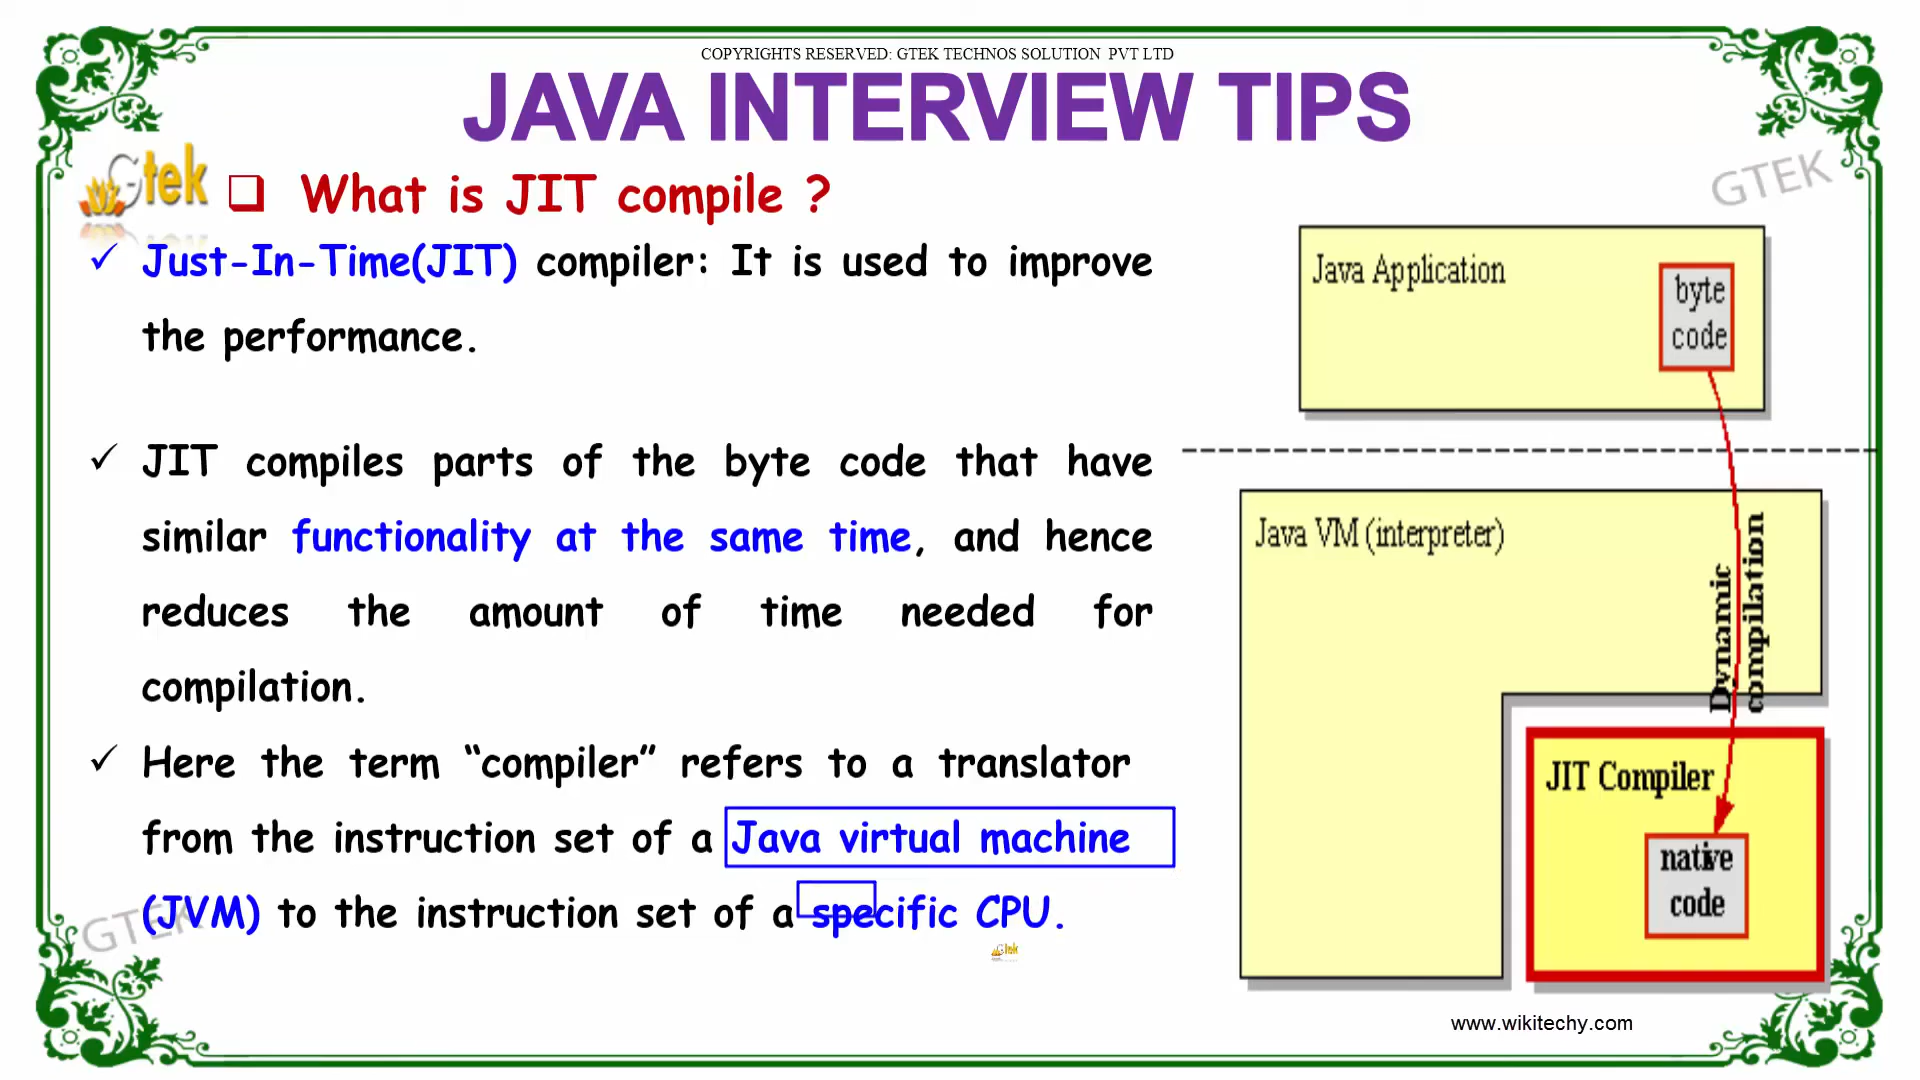 COPYRIGHTS RESERVED: GTEK TECHNOS SOLUTION PVT LTD
JAVA INTERVIEW TIPS
Gtek
GTEK
What is JIT compile ?
Just-In-Time(JIT) compiler: It is used to improve
the performance.
JIT compiles parts of the byte code that have
similar functionality at the same time, and hence
reduces the amount of time needed for
compilation.
Here the term “compiler” refers to a translator
from the instruction set of a Java virtual machine
(JVM) to the instruction set of a specific CPU.
GTEK
Gtek
Java Application
byte
code
Java VM (interpreter)
Dynamic
compilation
JIT Compiler
native
code
www.wikitechy.com